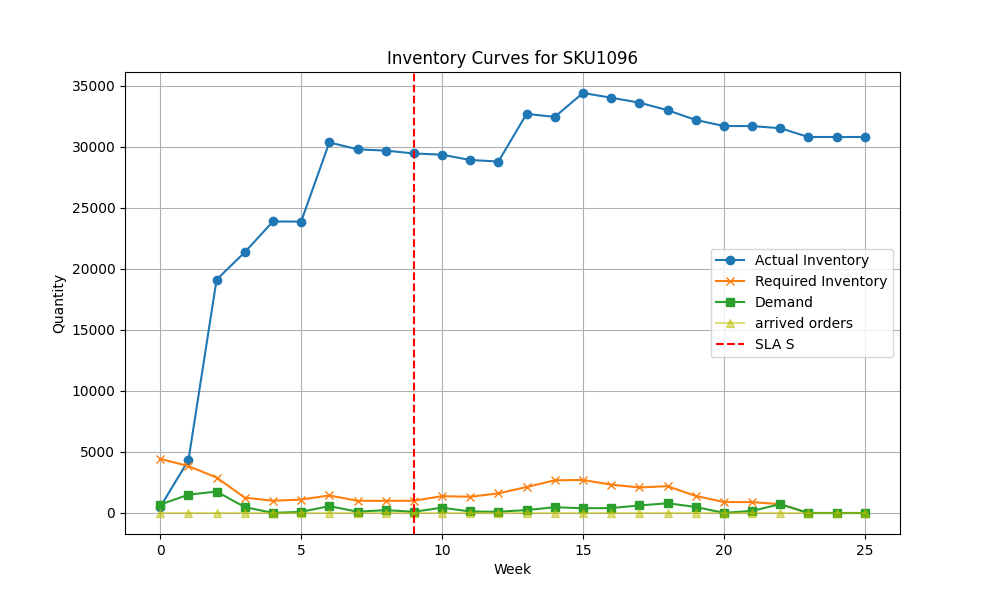 Inventory Curves for SKU1096
35000
30000
25000
20000
15000
10000
5000
0
Quantity
Actual Inventory
Required Inventory
Demand
arrived orders
SLA S
0 5 10 15 20 25
Week